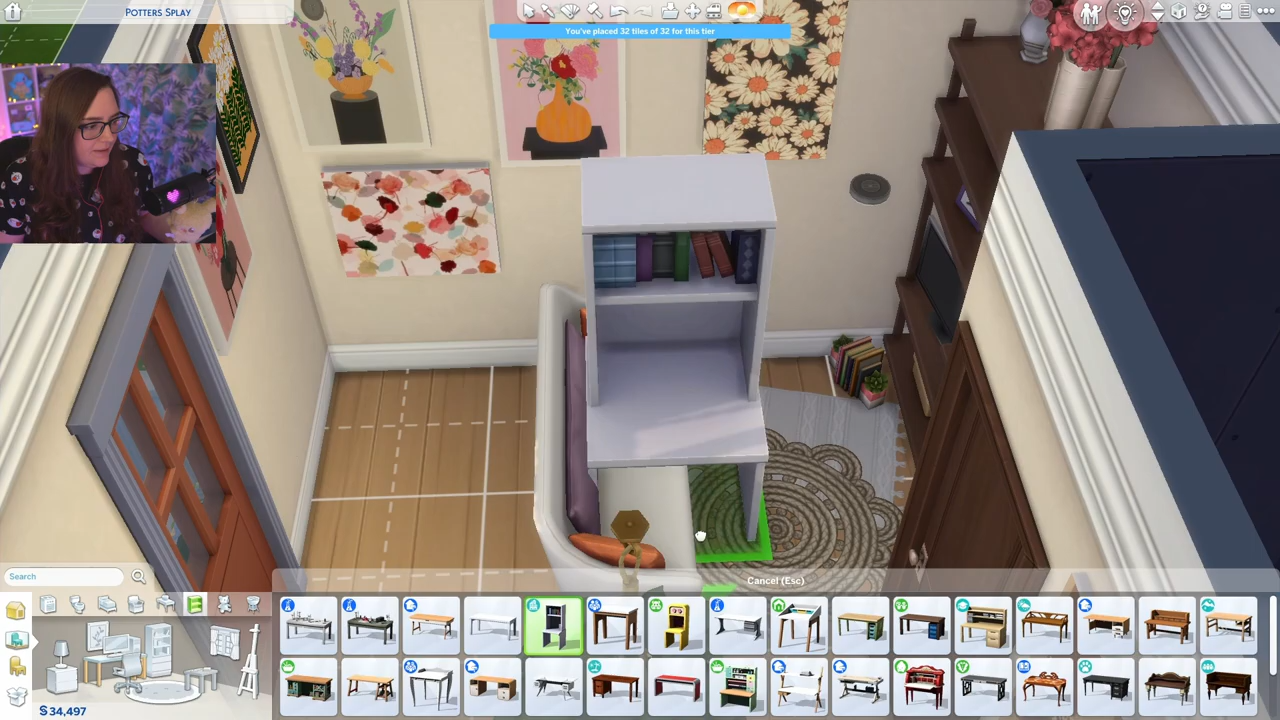 Potters Splay
You've placed 32 tiles of 32 for this tier
Cancel (Esc)
Search
§34,497